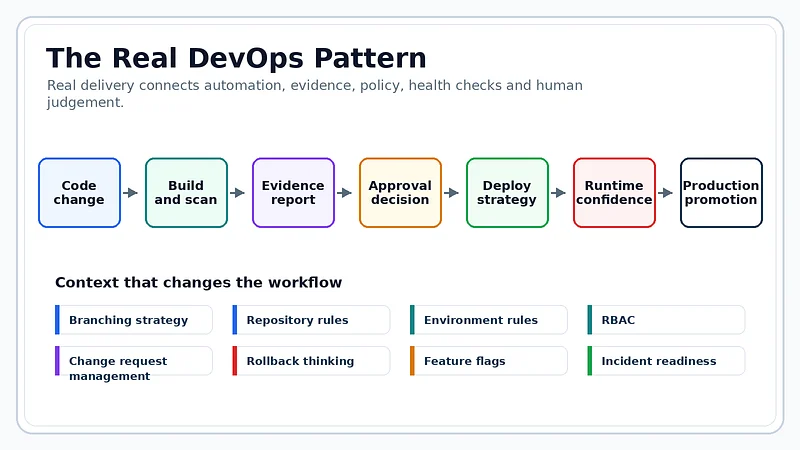 The Real DevOps Pattern
Real delivery connects automation, evidence, policy, health checks and human
judgement.
Code
change
Build
and scan
Evidence
report
Approval
decision
Deploy
strategy
Runtime
confidence
Production
promotion
Context that changes the workflow
Branching strategy
Repository rules
Environment rules
RBAC
Change request
management
Rollback thinking
Feature flags
Incident readiness